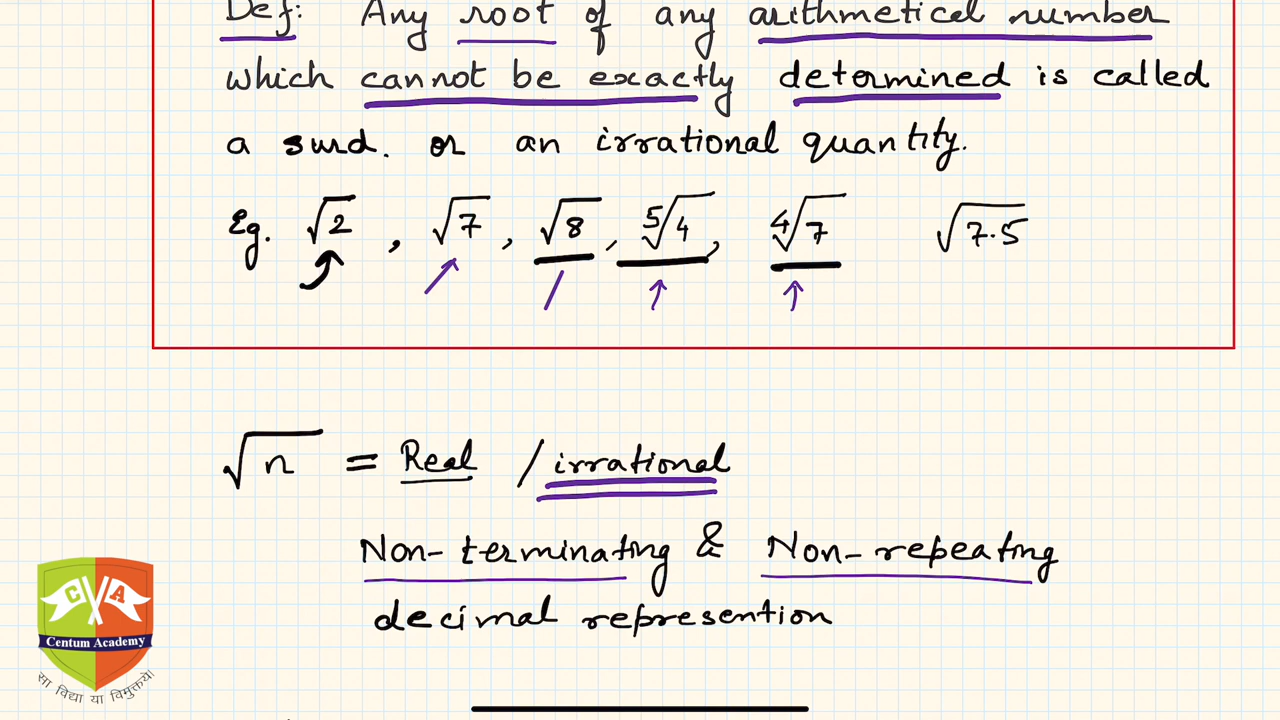 Def: Any root of any arithmetical number
which cannot be exactly determined is called
a surd. or an irrational quantity.
Eg. √2, √7, √8, ⁵√4, ⁴√7 √7.5
√n = Real / irrational
Non-terminating & Non-repeating
decimal represention
C A
Centum Academy
सा विद्या या विमुक्तये।